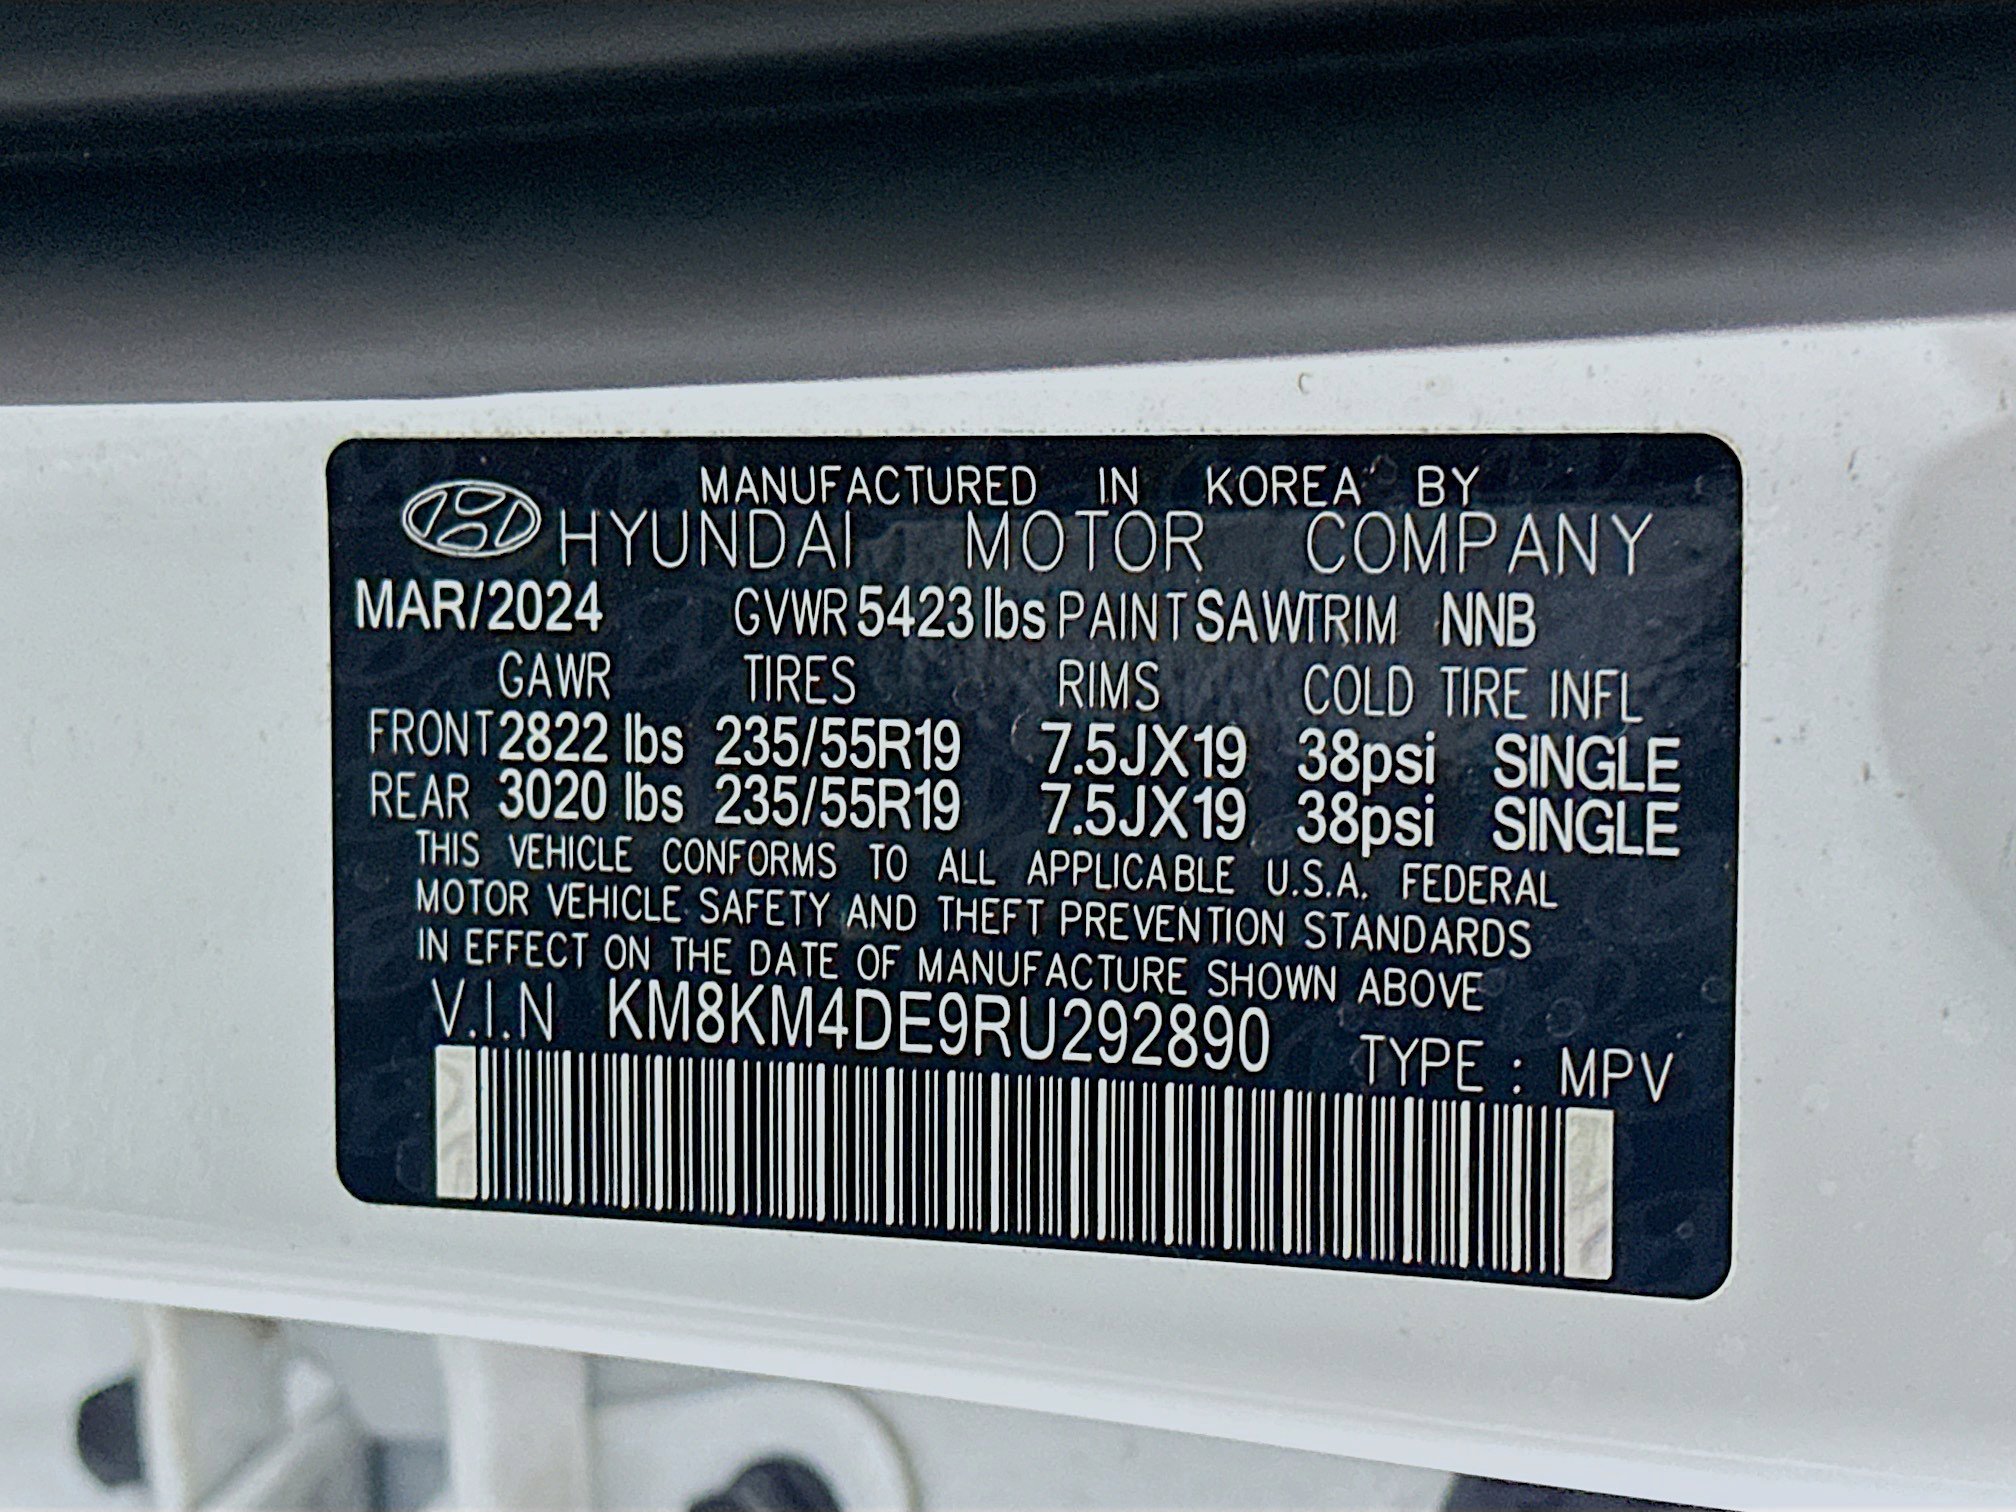 MANUFACTURED IN KOREA BY
HYUNDAI MOTOR COMPANY
MAR/2024 GVWR 5423 lbs PAINT SAW TRIM NNB
GAWR TIRES RIMS COLD TIRE INFL
FRONT 2822 lbs 235/55R19 7.5JX19 38psi SINGLE
REAR 3020 lbs 235/55R19 7.5JX19 38psi SINGLE
THIS VEHICLE CONFORMS TO ALL APPLICABLE U.S.A. FEDERAL
MOTOR VEHICLE SAFETY AND THEFT PREVENTION STANDARDS
IN EFFECT ON THE DATE OF MANUFACTURE SHOWN ABOVE
V.I.N KM8KM4DE9RU292890 TYPE : MPV